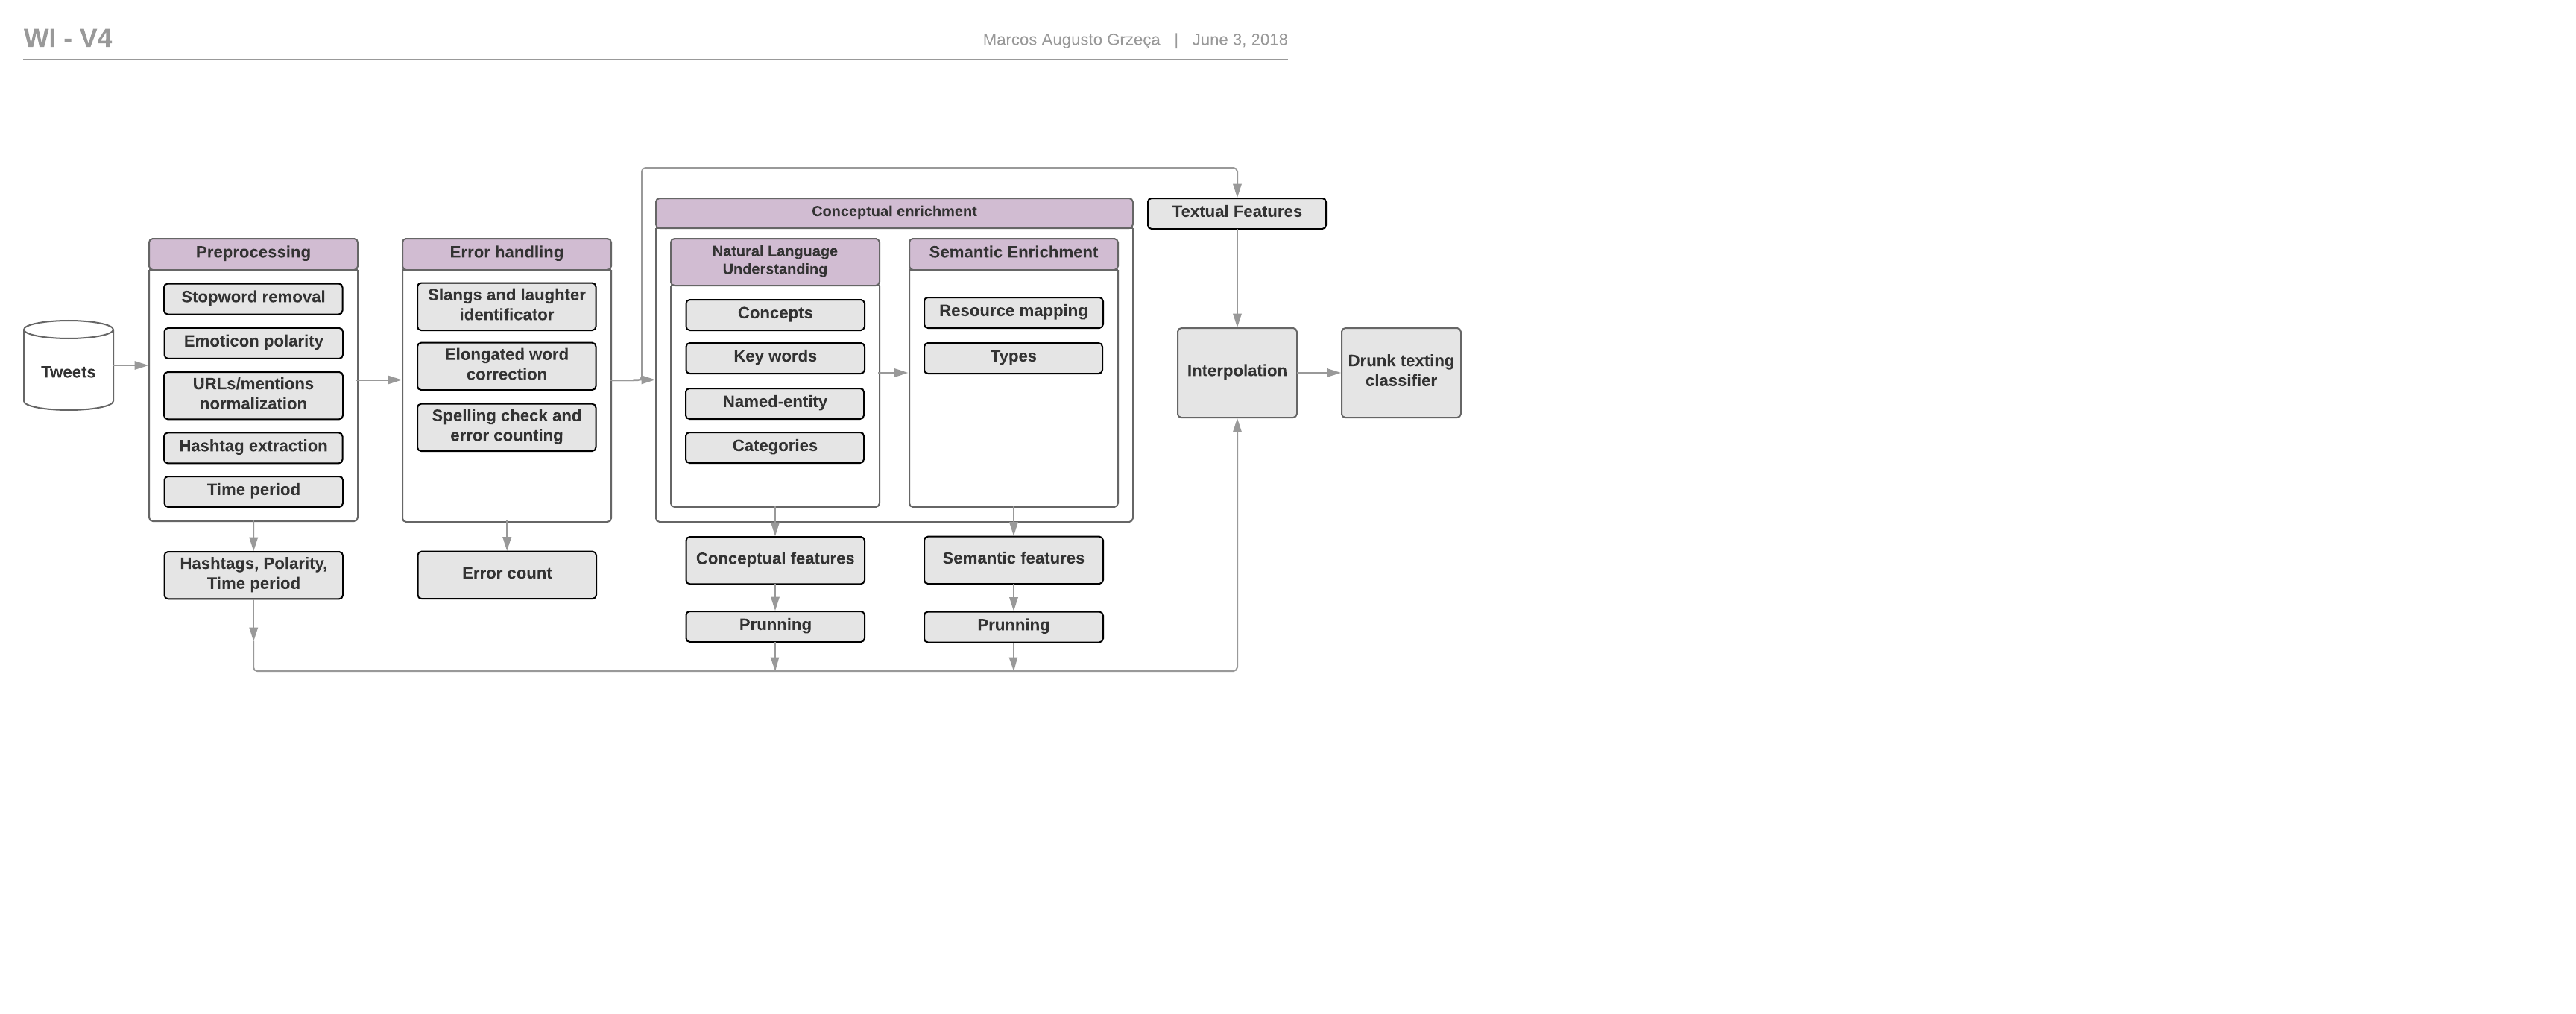 WI - V4
Marcos Augusto Grzeça | June 3, 2018
Conceptual enrichment
Textual Features
Preprocessing
Error handling
Natural Language
Understanding
Semantic Enrichment
Stopword removal
Emoticon polarity
URLs/mentions
normalization
Hashtag extraction
Time period
Slangs and laughter
identificator
Elongated word
correction
Spelling check and
error counting
Concepts
Key words
Named-entity
Categories
Resource mapping
Types
Tweets
Interpolation
Drunk texting
classifier
Hashtags, Polarity,
Time period
Error count
Conceptual features
Semantic features
Prunning
Prunning